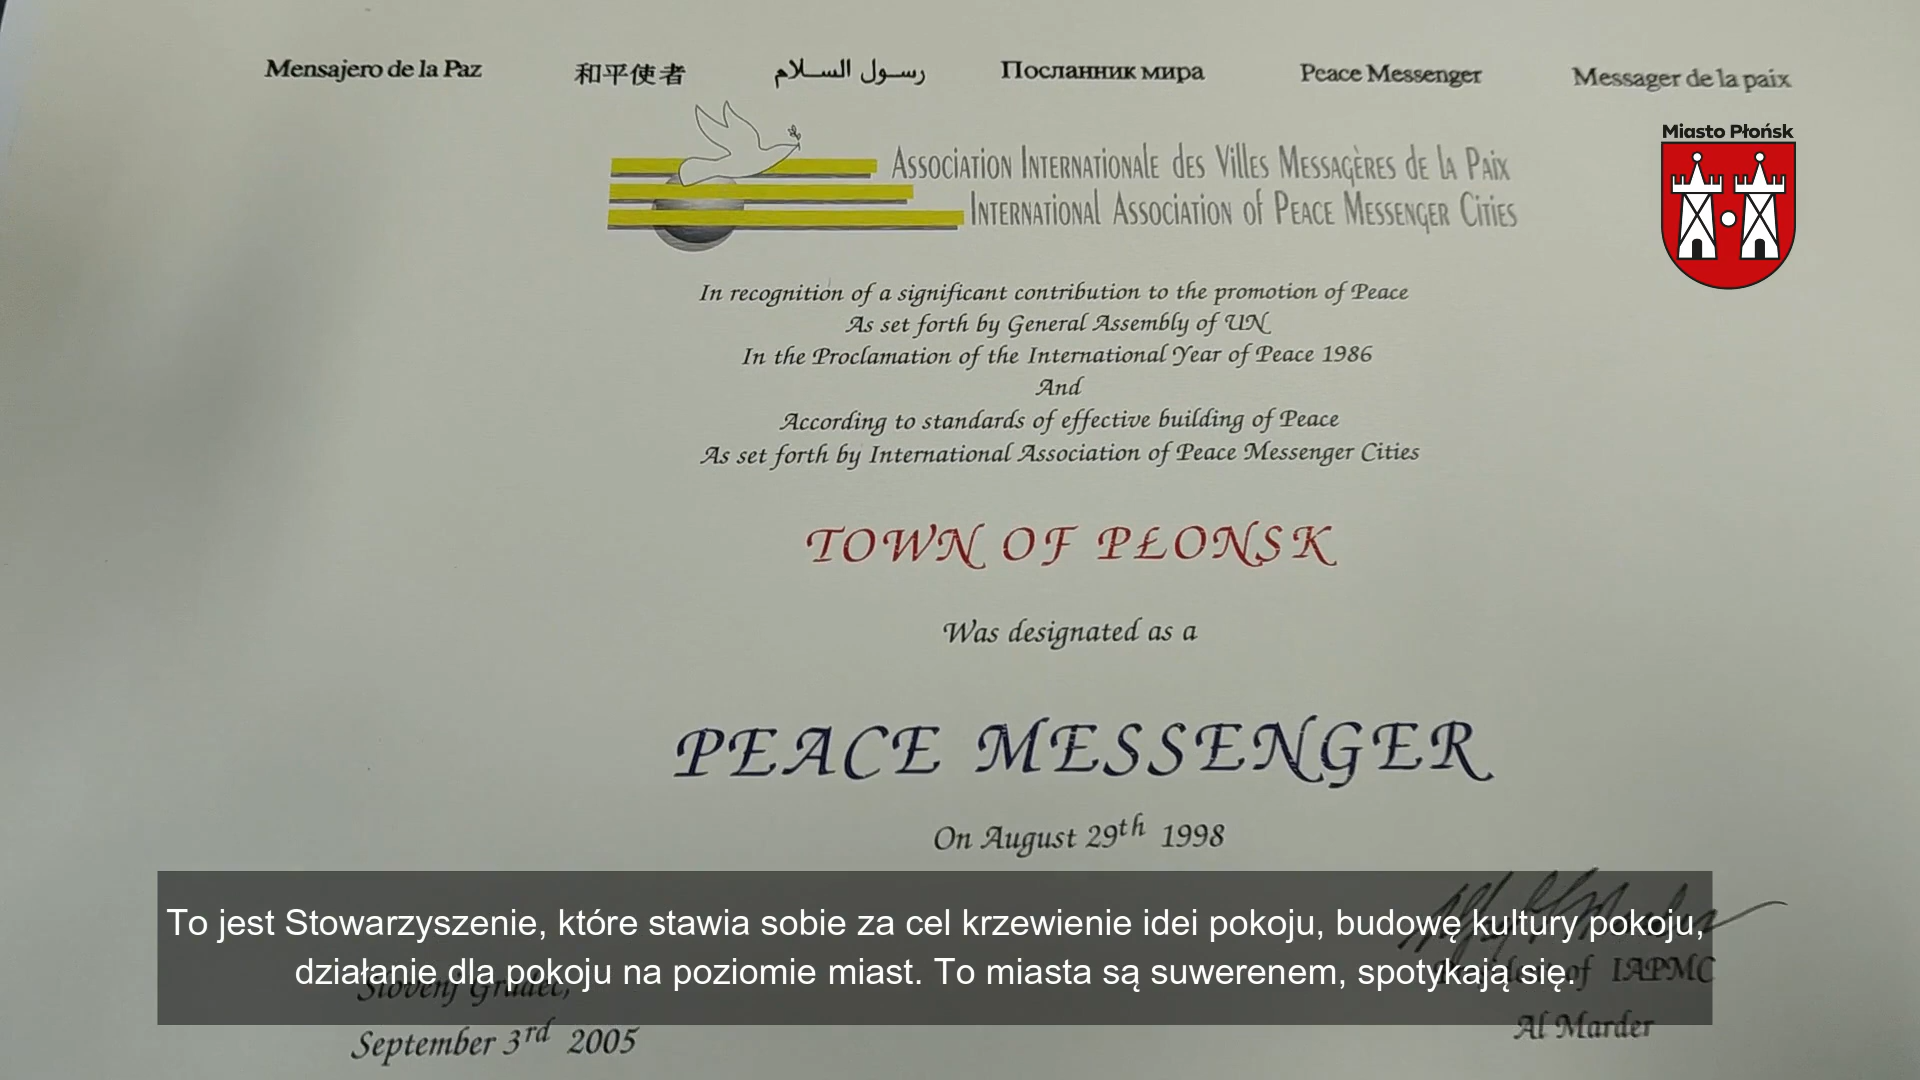 Mensajero de la Paz 和平使者 رسول السلام Посланник мира Peace Messenger Messager de la paix
Miasto Płońsk
Association Internationale des Villes Messagères de la Paix
International Association of Peace Messenger Cities
In recognition of a significant contribution to the promotion of Peace
As set forth by General Assembly of UN
In the Proclamation of the International Year of Peace 1986
And
According to standards of effective building of Peace
As set forth by International Association of Peace Messenger Cities
TOWN OF PŁONSK
Was designated as a
PEACE MESSENGER
On August 29th 1998
To jest Stowarzyszenie, które stawia sobie za cel krzewienie idei pokoju, budowę kultury pokoju,
działanie dla pokoju na poziomie miast. To miasta są suwerenem, spotykają się.
Slovenj Gradec,
President of IAPMC
September 3rd 2005
Al Marder